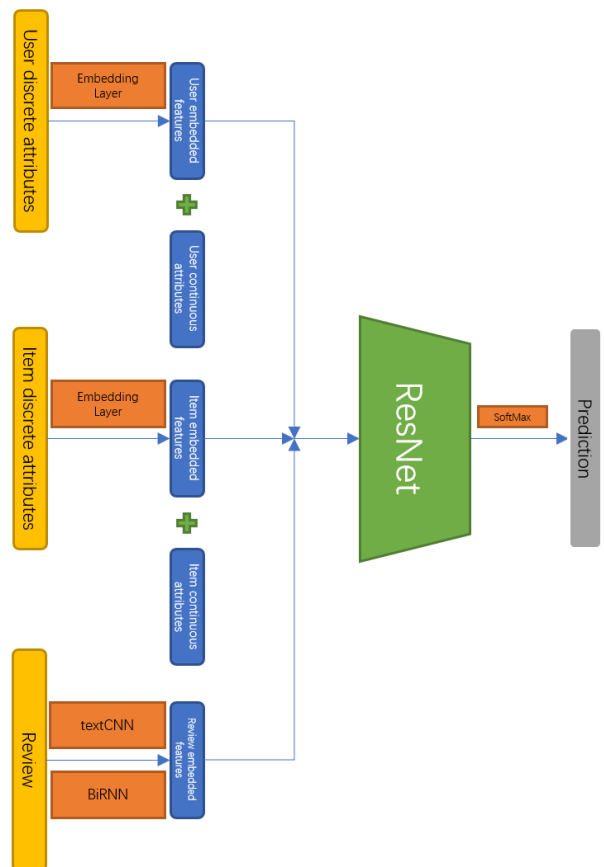 User discrete attributes
Embedding
Layer
User embedded
features
User continuous
attributes
Item discrete attributes
Embedding
Layer
Item embedded
features
Item continuous
attributes
Review
textCNN
BiRNN
Review embedded
features
ResNet
SoftMax
Prediction